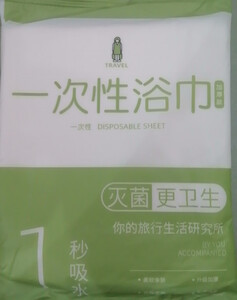 TRAVEL
一次性浴巾
一次性 DISPOSABLE SHEET
灭菌 更卫生
你的旅行生活研究所
ACCOMPANIED
1秒吸水